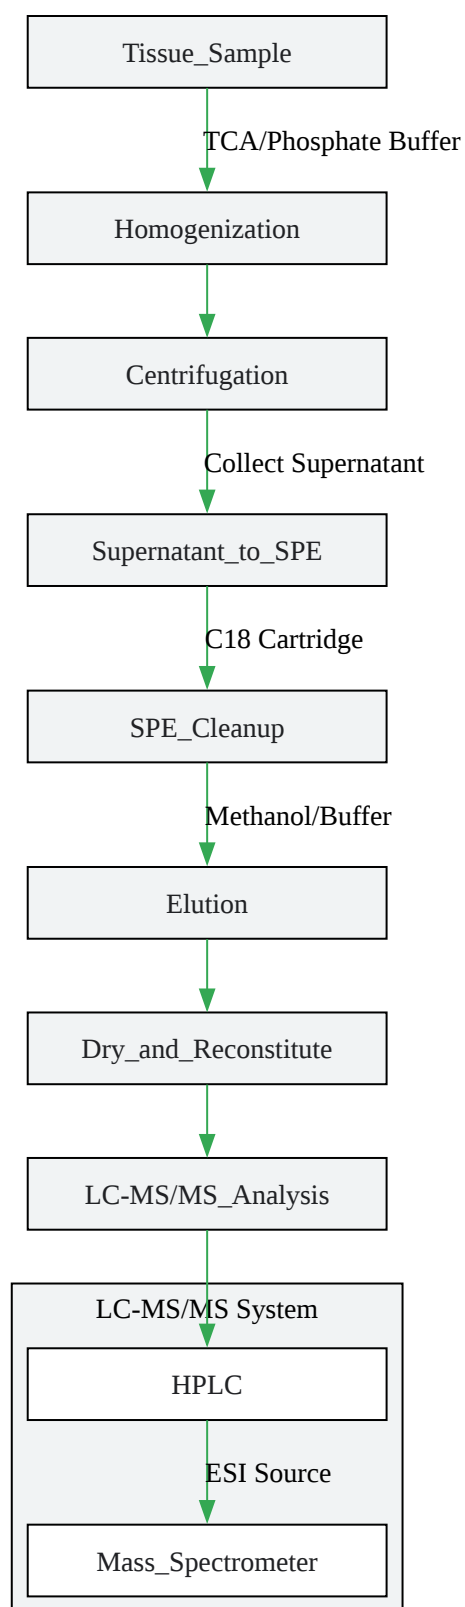 Tissue_Sample
TCA/Phosphate Buffer
Homogenization
Centrifugation
Collect Supernatant
Supernatant_to_SPE
C18 Cartridge
SPE_Cleanup
Methanol/Buffer
Elution
Dry_and_Reconstitute
LC-MS/MS_Analysis
LC-MS/MS System
HPLC
ESI Source
Mass_Spectrometer